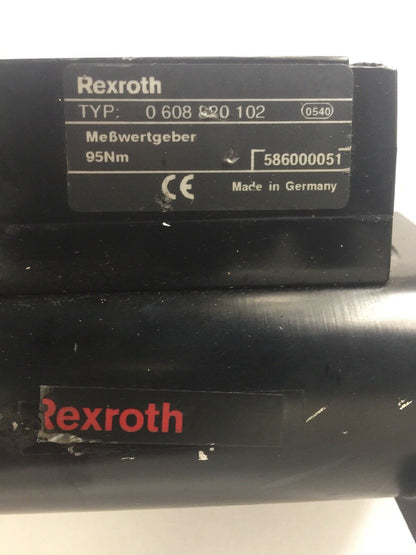 Rexroth
TYP: 0 608 820 102 0540
Meßwertgeber
95Nm 586000051
CE Made in Germany
Rexroth